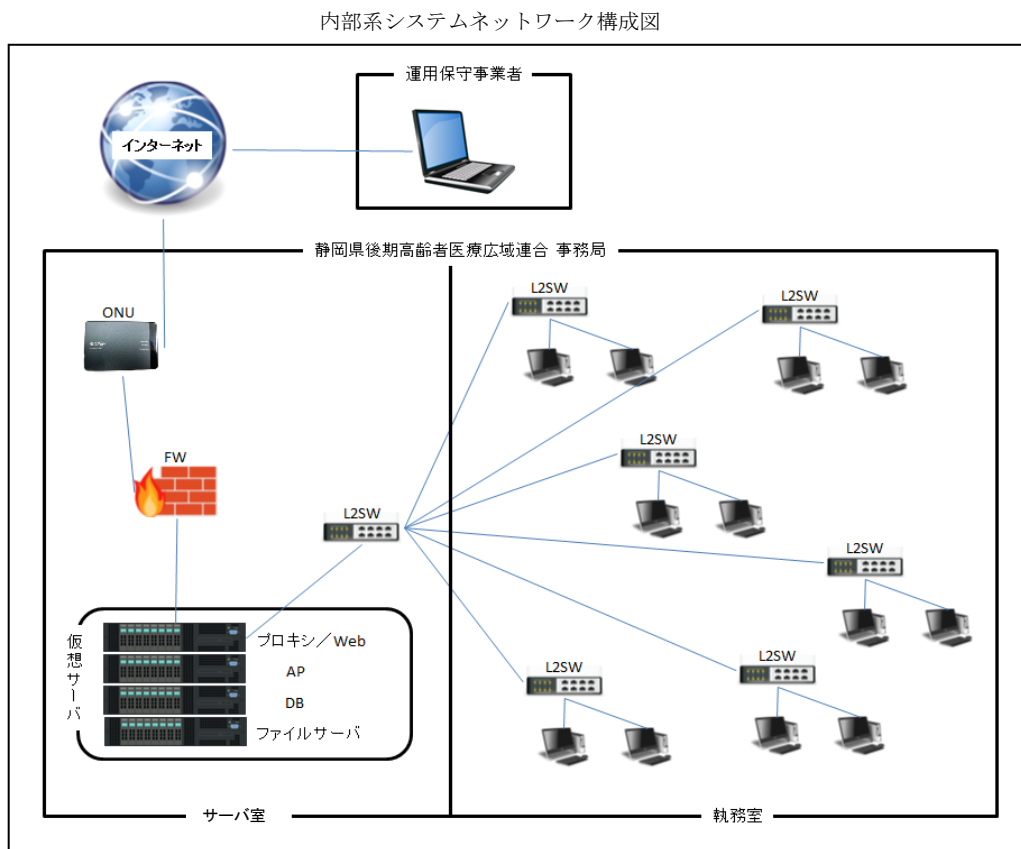 内部系システムネットワーク構成図
運用保守事業者
インターネット
静岡県後期高齢者医療広域連合 事務局
ONU
FW
L2SW
L2SW
L2SW
L2SW
L2SW
L2SW
L2SW
仮想サーバ
プロキシ／Web
AP
DB
ファイルサーバ
サーバ室
執務室